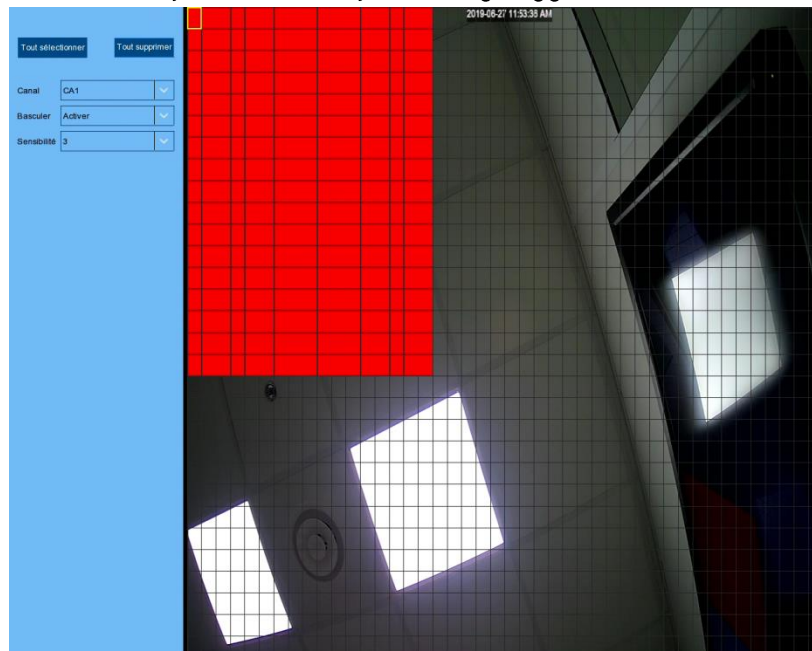 2019-06-27 11:53:35 AM
Tout sélectionner
Tout supprimer
Canal
CA1
Basculer
Activer
Sensibilité
3